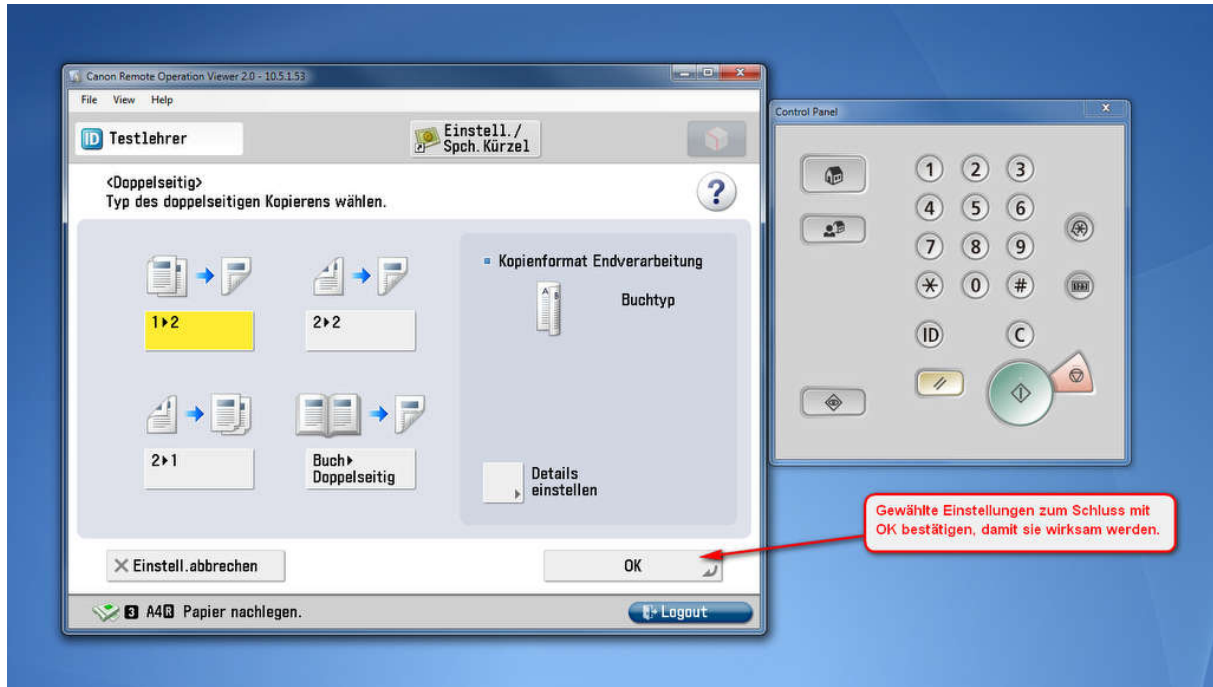 Canon Remote Operation Viewer 2.0 - 10.5.1.53
File View Help
ID Testlehrer
Einstell./
Spch.Kürzel
<Doppelseitig>
Typ des doppelseitigen Kopierens wählen.
?
Kopienformat Endverarbeitung
A B
Buchtyp
1▸2
2▸2
2▸1
Buch▸
Doppelseitig
Details
einstellen
Einstell.abbrechen
OK
3 A4R Papier nachlegen.
Logout
Control Panel
1 2 3
4 5 6
7 8 9
* 0 #
ID C
Gewählte Einstellungen zum Schluss mit
OK bestätigen, damit sie wirksam werden.